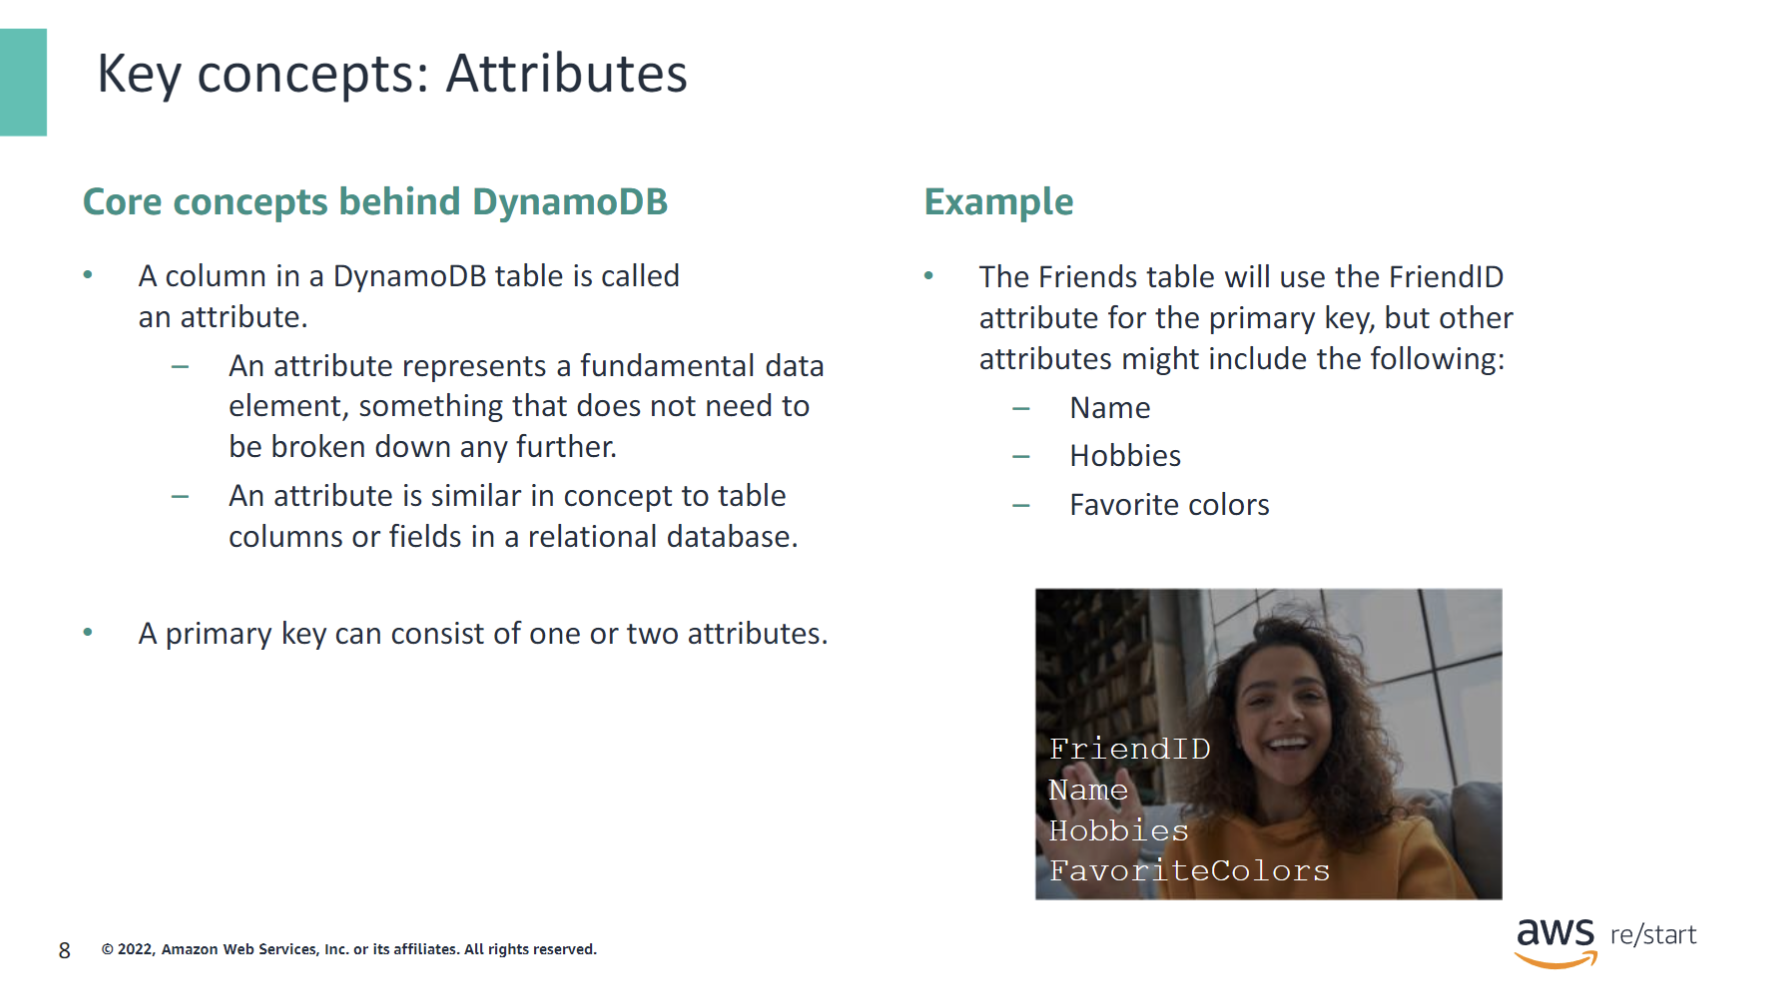 Key concepts: Attributes
Core concepts behind DynamoDB
• A column in a DynamoDB table is called
an attribute.
– An attribute represents a fundamental data
element, something that does not need to
be broken down any further.
– An attribute is similar in concept to table
columns or fields in a relational database.
• A primary key can consist of one or two attributes.
Example
• The Friends table will use the FriendID
attribute for the primary key, but other
attributes might include the following:
– Name
– Hobbies
– Favorite colors
FriendID
Name
Hobbies
FavoriteColors
8 © 2022, Amazon Web Services, Inc. or its affiliates. All rights reserved.
aws re/start